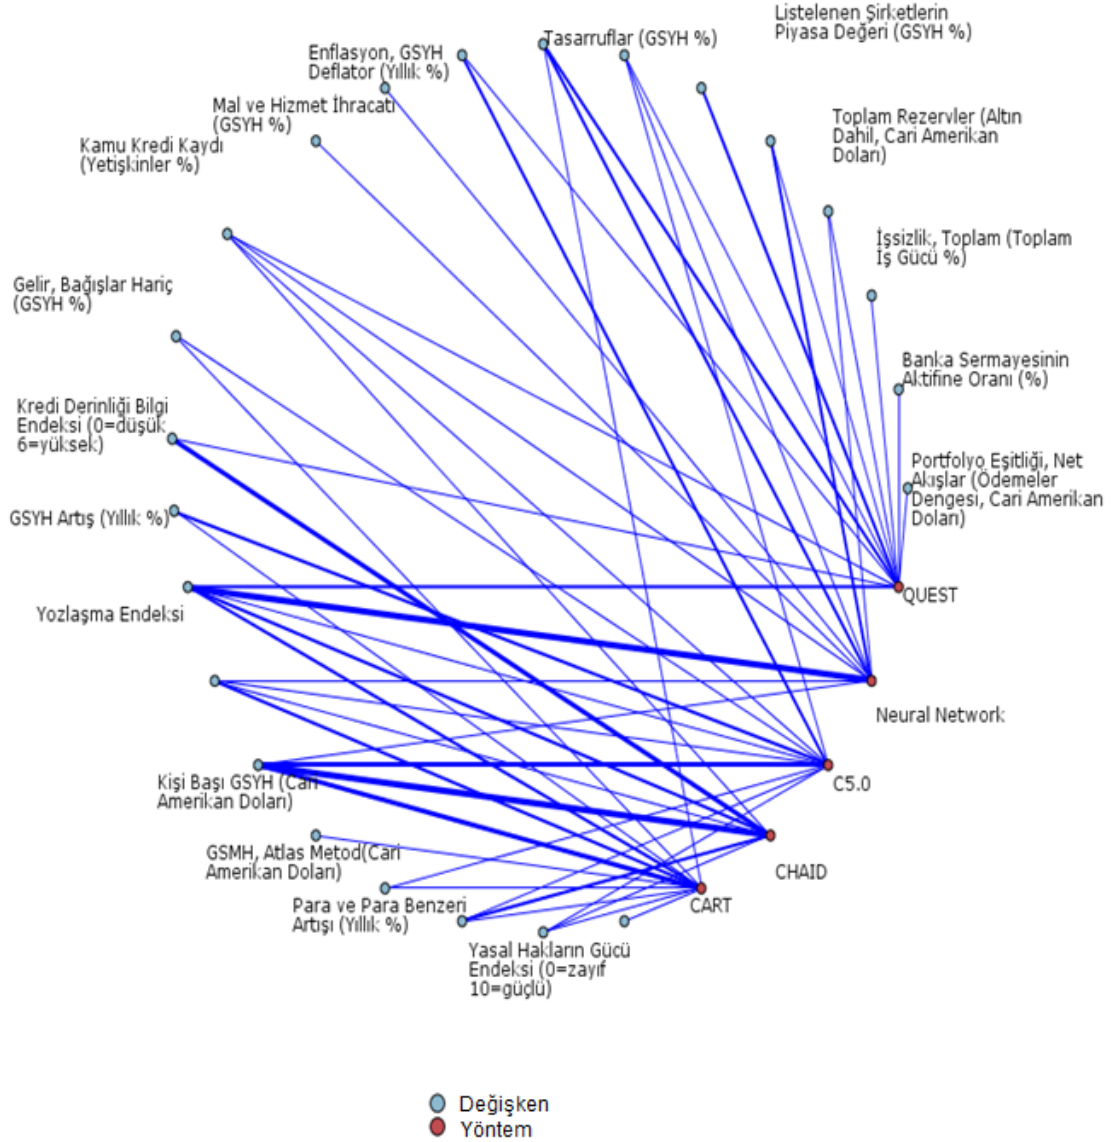 Listelenen Şirketlerin
Piyasa Değeri (GSYH %)
Tasarruflar (GSYH %)
Enflasyon, GSYH
Deflator (Yıllık %)
Mal ve Hizmet İhracatı
(GSYH %)
Kamu Kredi Kaydı
(Yetişkinler %)
Toplam Rezervler (Altın
Dahil, Cari Amerikan
Doları)
İşsizlik, Toplam (Toplam
İş Gücü %)
Gelir, Bağışlar Hariç
(GSYH %)
Banka Sermayesinin
Aktifine Oranı (%)
Kredi Derinliği Bilgi
Endeksi (0=düşük
6=yüksek)
Portfolyo Eşitliği, Net
Akışlar (Ödemeler
Dengesi, Cari Amerikan
Doları)
GSYH Artış (Yıllık %)
QUEST
Yozlaşma Endeksi
Neural Network
Kişi Başı GSYH (Cari
Amerikan Doları)
C5.0
GSMH, Atlas Metod(Cari
Amerikan Doları)
CHAID
Para ve Para Benzeri
Artışı (Yıllık %)
CART
Yasal Hakların Gücü
Endeksi (0=zayıf
10=güçlü)
Değişken
Yöntem